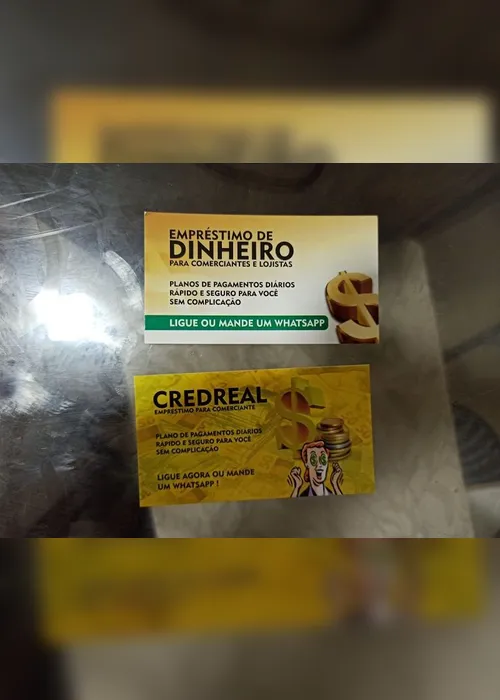 EMPRÉSTIMO DE
DINHEIRO
PARA COMERCIANTES E LOJISTAS
PLANOS DE PAGAMENTOS DIÁRIOS
RÁPIDO E SEGURO PARA VOCÊ
SEM COMPLICAÇÃO
LIGUE OU MANDE UM WHATSAPP
CREDREAL
EMPRÉSTIMO PARA COMERCIANTE
PLANO DE PAGAMENTOS DIÁRIOS
RÁPIDO E SEGURO PARA VOCÊ
SEM COMPLICAÇÃO
LIGUE AGORA OU MANDE
UM WHATSAPP !